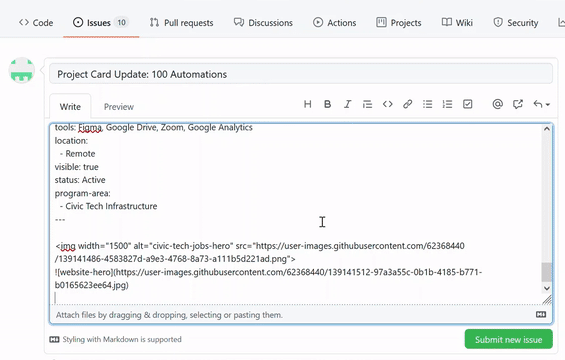 Code Issues 10 Pull requests Discussions Actions Projects Wiki Security
Project Card Update: 100 Automations
Write Preview
tools: Figma, Google Drive, Zoom, Google Analytics
location:
- Remote
visible: true
status: Active
program-area:
- Civic Tech Infrastructure
---
<img width="1500" alt="civic-tech-jobs-hero" src="https://user-images.githubusercontent.com/62368440
/139141486-4583827d-a9e3-4768-8a73-a111b5d221ad.png">
![website-hero](https://user-images.githubusercontent.com/62368440/139141512-97a3a55c-0b1b-4185-b771-
b0165623ee64.jpg)
Attach files by dragging & dropping, selecting or pasting them.
Styling with Markdown is supported
Submit new issue